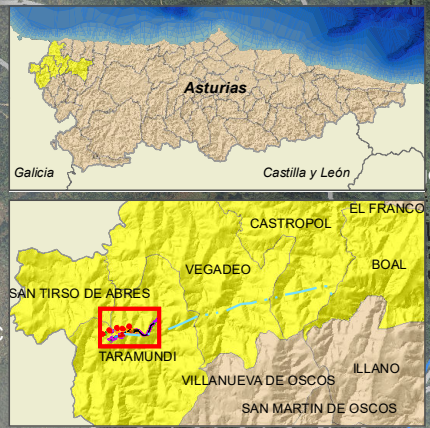 Asturias
Galicia
Castilla y León
EL FRANCO
CASTROPOL
BOAL
VEGADEO
SAN TIRSO DE ABRES
TARAMUNDI
ILLANO
VILLANUEVA DE OSCOS
SAN MARTIN DE OSCOS